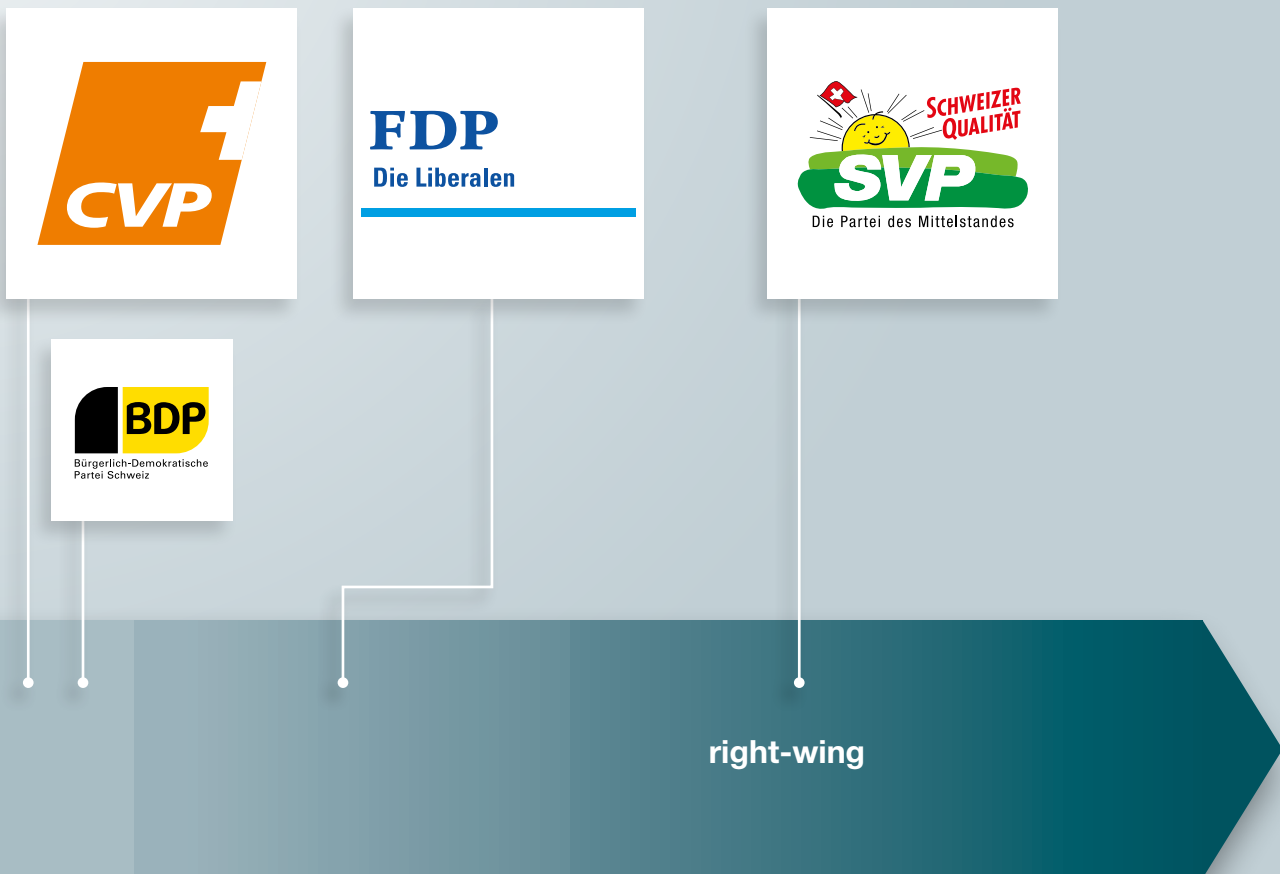 CVP
FDP
Die Liberalen
SCHWEIZER
QUALITÄT
SVP
Die Partei des Mittelstandes
BDP
Bürgerlich-Demokratische
Partei Schweiz
right-wing